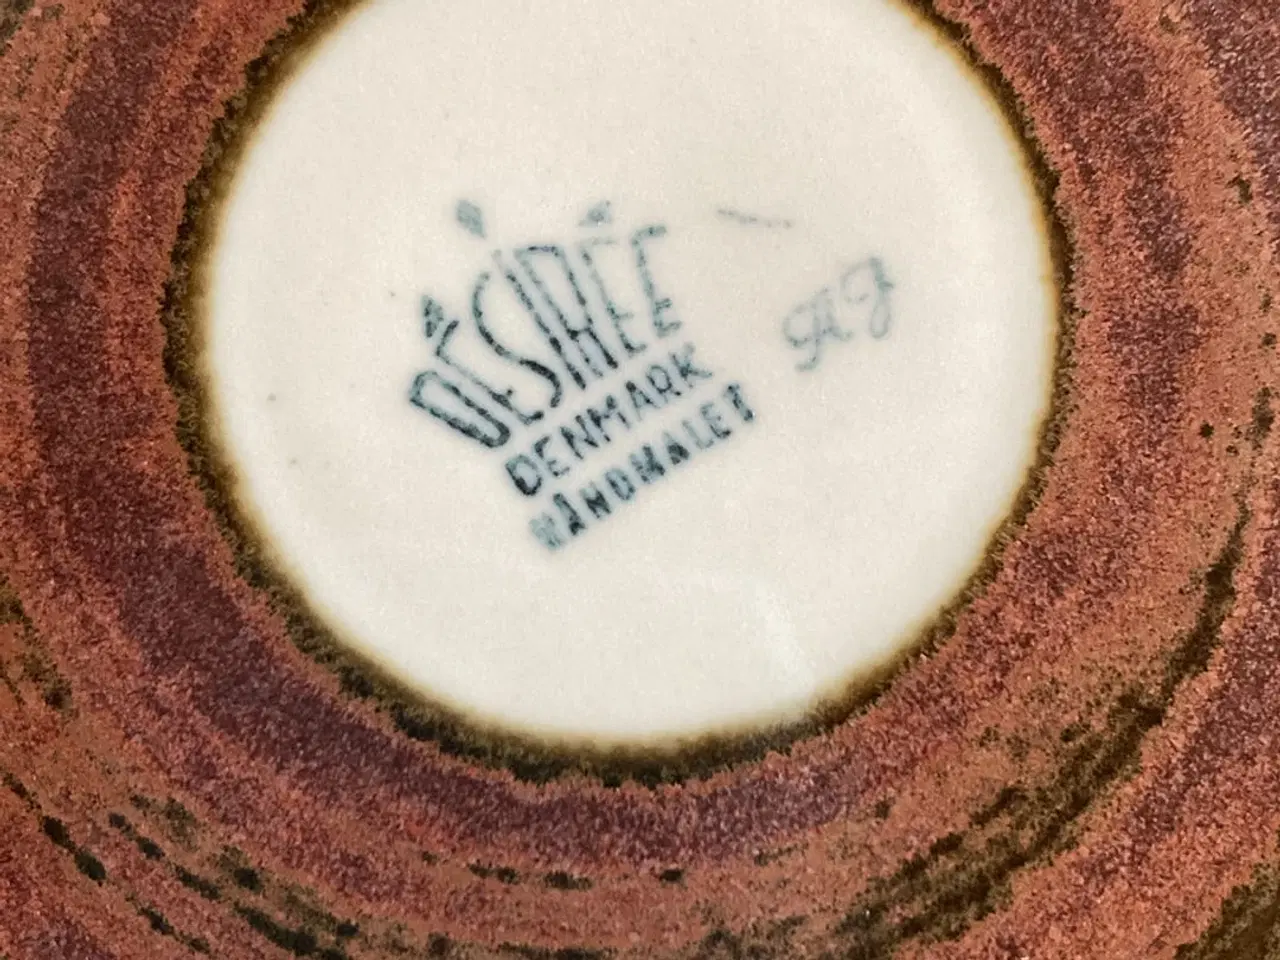 DÉSIRÉE
DENMARK
HÅNDMALET
AJ